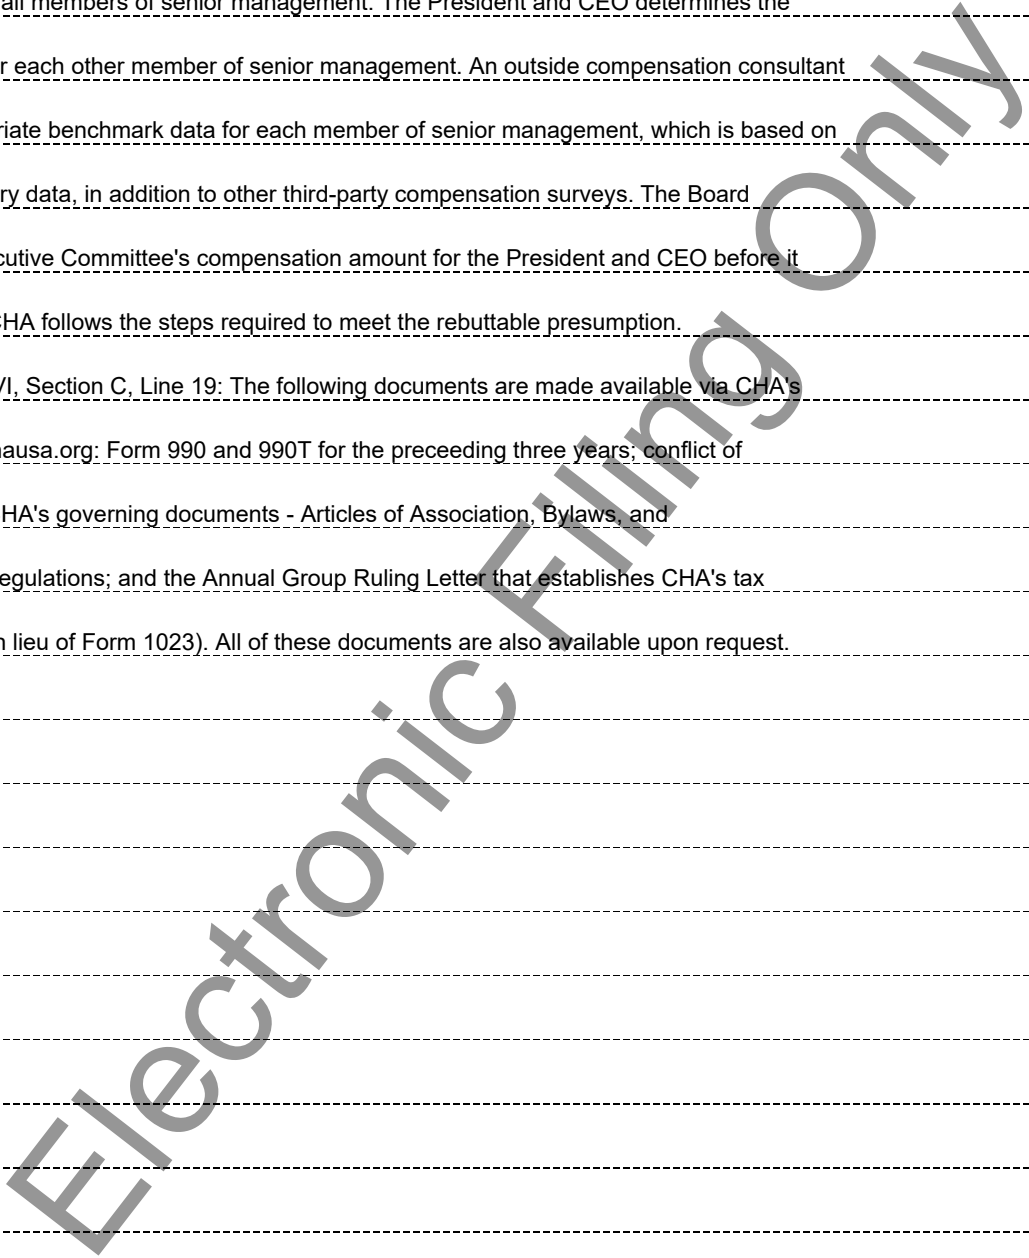 all members of senior management. The President and CEO determines the
r each other member of senior management. An outside compensation consultant
riate benchmark data for each member of senior management, which is based on
ry data, in addition to other third-party compensation surveys. The Board
cutive Committee's compensation amount for the President and CEO before it
CHA follows the steps required to meet the rebuttable presumption.
VI, Section C, Line 19: The following documents are made available via CHA's
nausa.org: Form 990 and 990T for the preceeding three years; conflict of
HA's governing documents - Articles of Association, Bylaws, and
egulations; and the Annual Group Ruling Letter that establishes CHA's tax
n lieu of Form 1023). All of these documents are also available upon request.
Electronic Filing Only